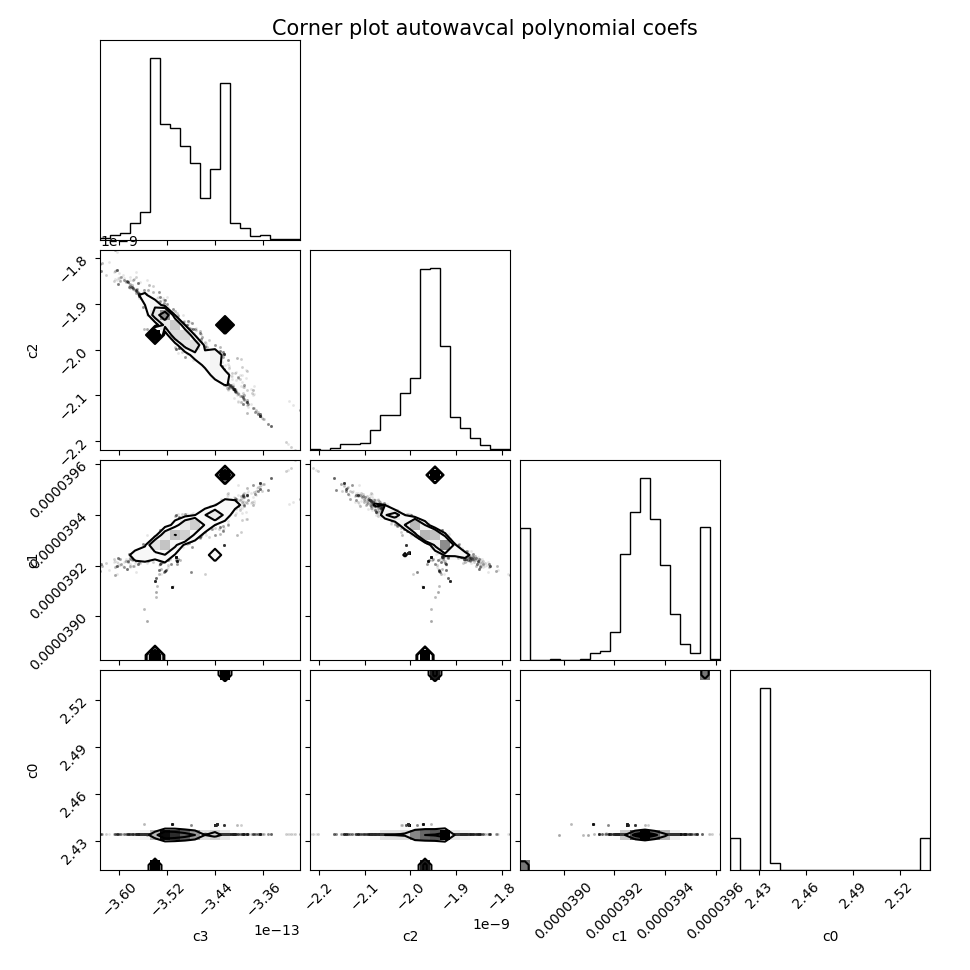 Corner plot autowavcal polynomial coefs
1e−9
−1.8
−1.9
−2.0
−2.1
−2.2
c2
0.0000396
0.0000394
0.0000392
0.0000390
c1
2.52
2.49
2.46
2.43
c0
−3.60
−3.52
−3.44
−3.36
1e−13
c3
−2.2
−2.1
−2.0
−1.9
−1.8
1e−9
c2
0.0000390
0.0000392
0.0000394
0.0000396
c1
2.43
2.46
2.49
2.52
c0